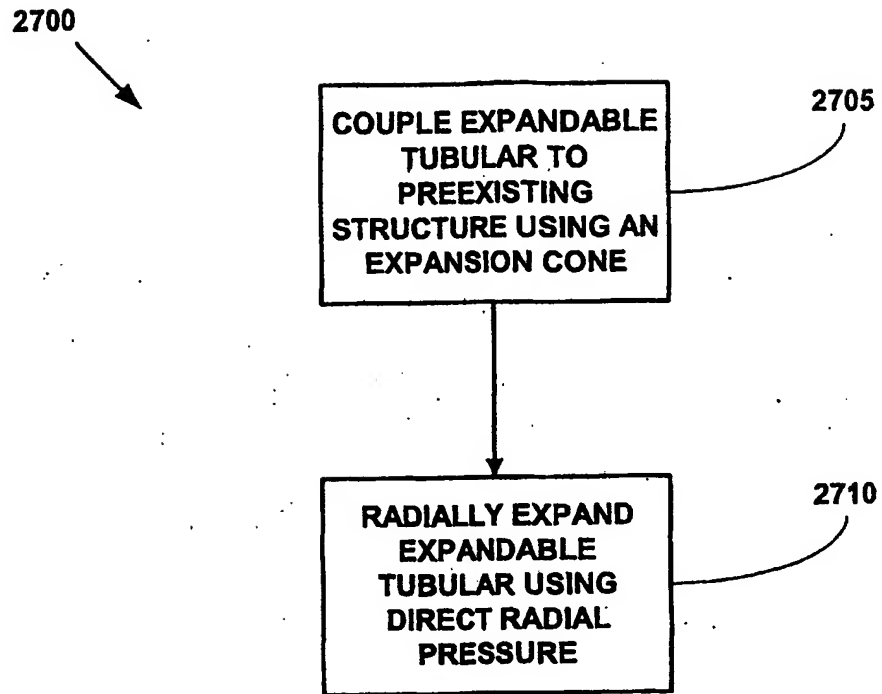 2700
2705
COUPLE EXPANDABLE
TUBULAR TO
PREEXISTING
STRUCTURE USING AN
EXPANSION CONE
2710
RADIALLY EXPAND
EXPANDABLE
TUBULAR USING
DIRECT RADIAL
PRESSURE